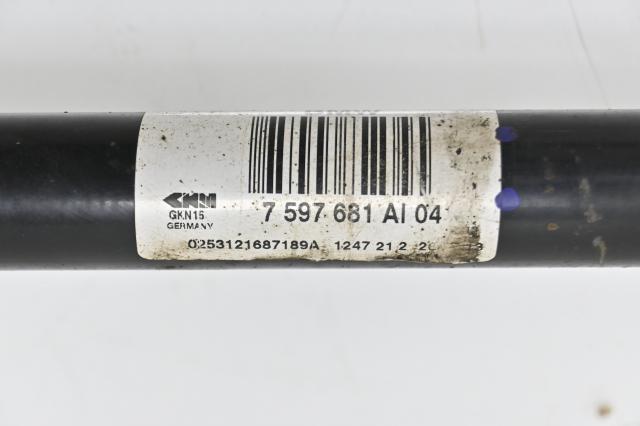 GKN
GKN15
GERMANY
7 597 681 AI 04
0253121687189A 1247 21 2